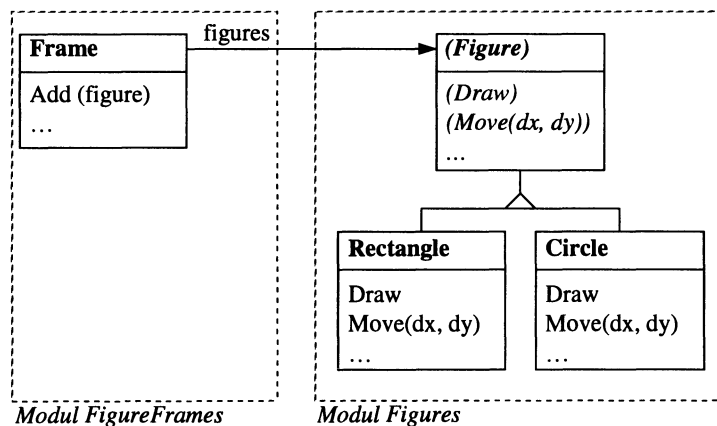 figures
Frame
Add (figure)
...
(Figure)
(Draw)
(Move(dx, dy))
...
Rectangle
Draw
Move(dx, dy)
...
Circle
Draw
Move(dx, dy)
...
Modul FigureFrames
Modul Figures